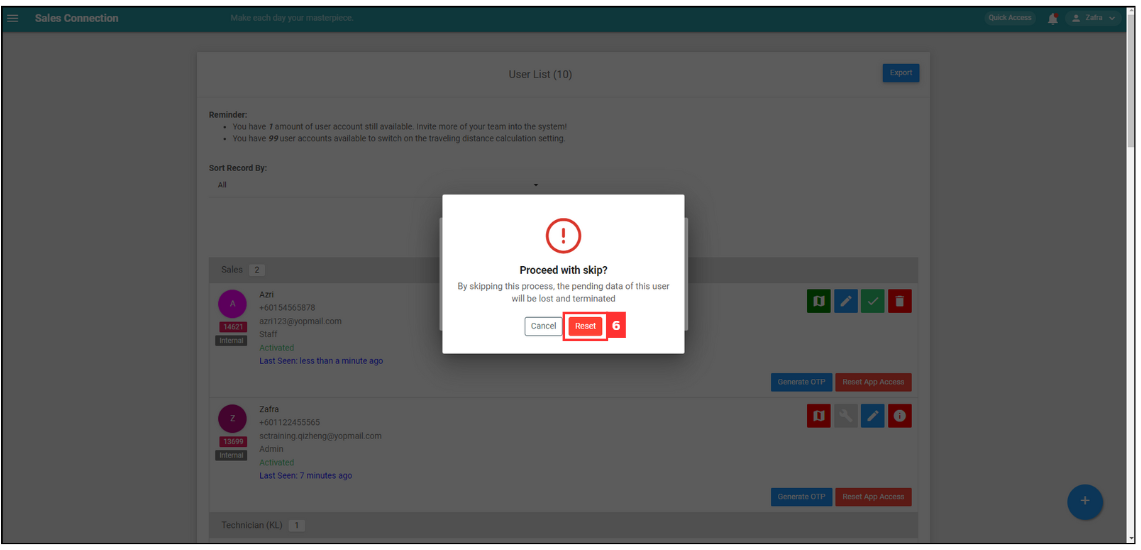 Sales Connection
Make each day your masterpiece.
Quick Access
Zafra
User List (10)
Export
Reminder:
You have 1 amount of user account still available. Invite more of your team into the system!
You have 99 user accounts available to switch on the traveling distance calculation setting.
Sort Record By:
All
Proceed with skip?
By skipping this process, the pending data of this user
will be lost and terminated
Cancel
Reset
6
Sales 2
A
Azri
+60154565878
14621
azri123@yopmail.com
Internal
Staff
Activated
Last Seen: less than a minute ago
Generate OTP
Reset App Access
Z
Zafra
+601122455565
13699
sctraining.qizheng@yopmail.com
Internal
Admin
Activated
Last Seen: 7 minutes ago
Generate OTP
Reset App Access
Technician (KL) 1